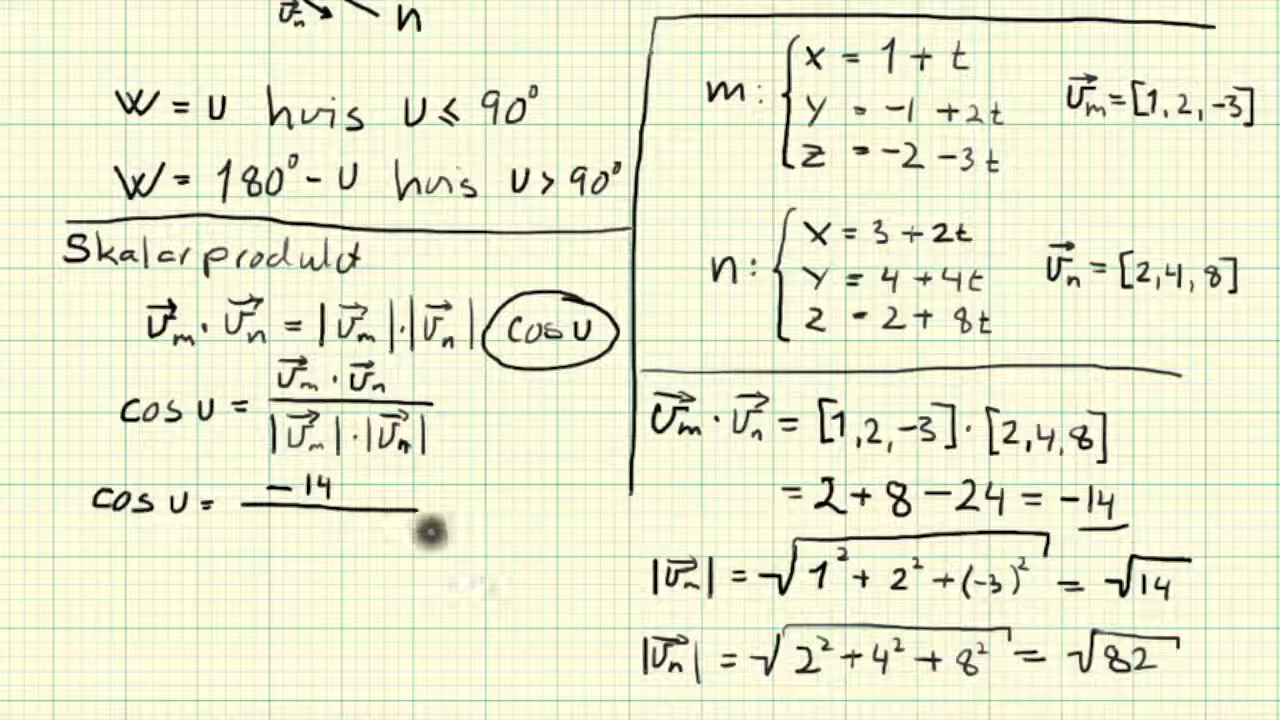 v⃗n n
W = U hvis U ≤ 90°
W = 180° - U hvis U > 90°
Skalarprodukt
v⃗m · v⃗n = |v⃗m| · |v⃗n| cos U
cos U = v⃗m · v⃗n / |v⃗m| · |v⃗n|
cos U = -14
m: { X = 1 + t
Y = -1 + 2t
Z = -2 - 3t
v⃗m = [1, 2, -3]
n: { X = 3 + 2t
Y = 4 + 4t
Z = 2 + 8t
v⃗n = [2, 4, 8]
v⃗m · v⃗n = [1, 2, -3] · [2, 4, 8]
= 2 + 8 - 24 = -14
|v⃗m| = √1² + 2² + (-3)² = √14
|v⃗n| = √2² + 4² + 8² = √82